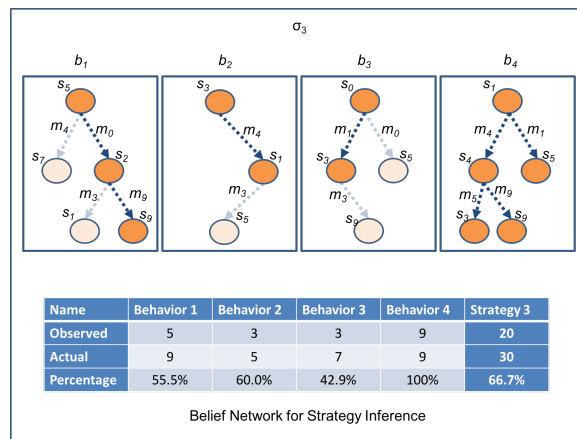 σ3
b1 b2 b3 b4
s5 s3 s0 s1
m4 m0 m4 m1 m0 m4 m1
s7 s2 s1 s3 s5 s4 s5
m3 m9 m3 m3 m5 m9
s1 s9 s5 s9 s3 s9
Name Behavior 1 Behavior 2 Behavior 3 Behavior 4 Strategy 3
Observed 5 3 3 9 20
Actual 9 5 7 9 30
Percentage 55.5% 60.0% 42.9% 100% 66.7%
Belief Network for Strategy Inference